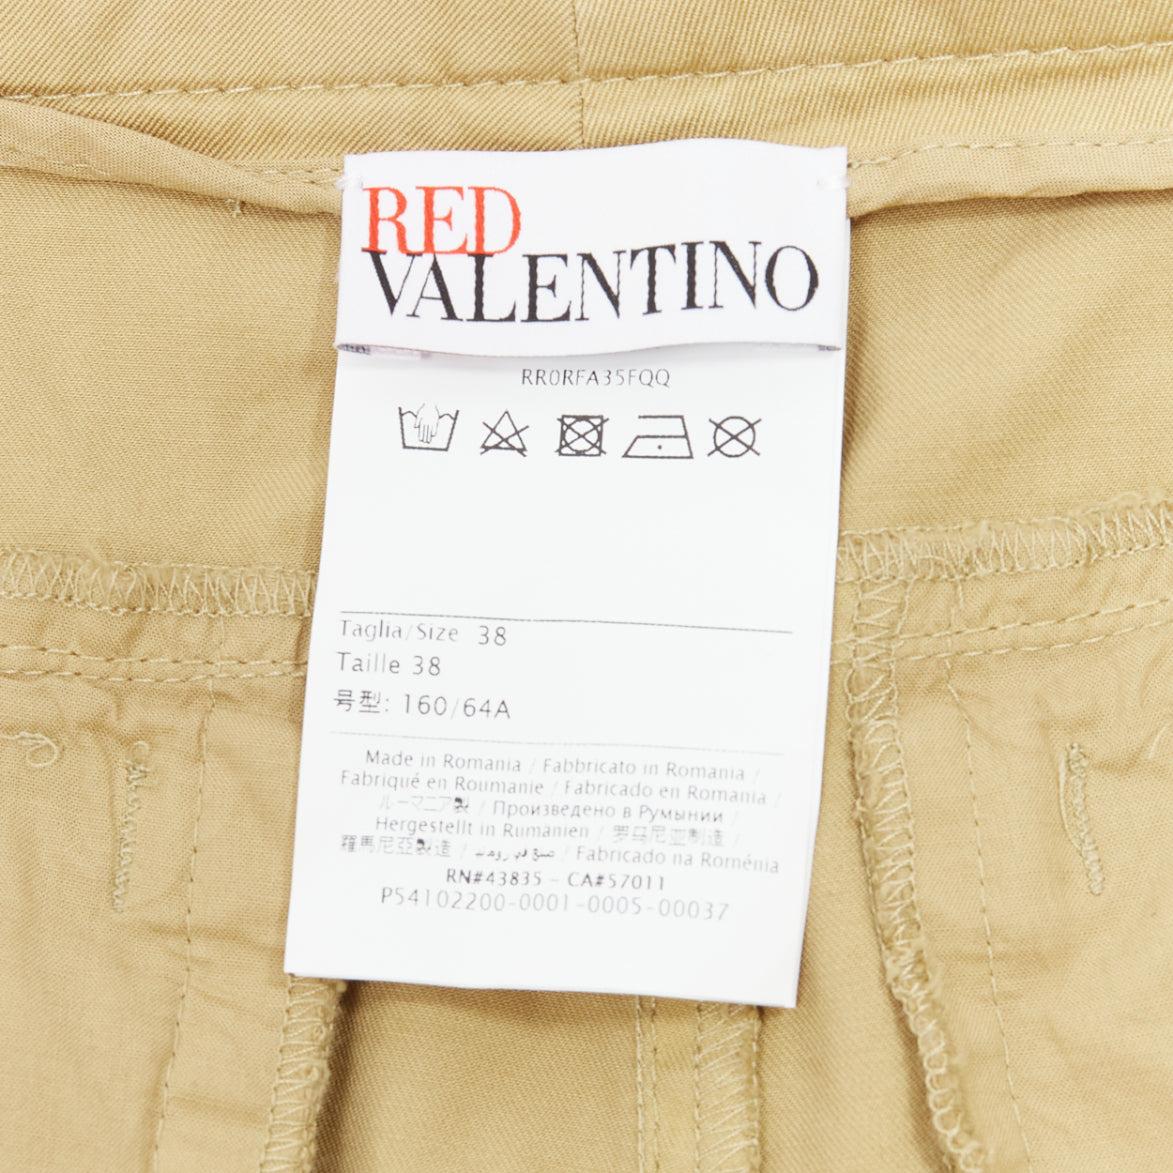 RED
VALENTINO
RR0RFA35FQQ
Taglia/Size 38
Taille 38
号型: 160/64A
Made in Romania / Fabbricato in Romania /
Fabriqué en Roumanie / Fabricado en Romania /
ルーマニア製 / Произведено в Румынии /
Hergestellt in Rumänien / 罗马尼亚制造 /
羅馬尼亞製造 / صنع في رومانيا / Fabricado na Roménia
RN#43835 - CA#57011
P54102200-0001-0005-00037